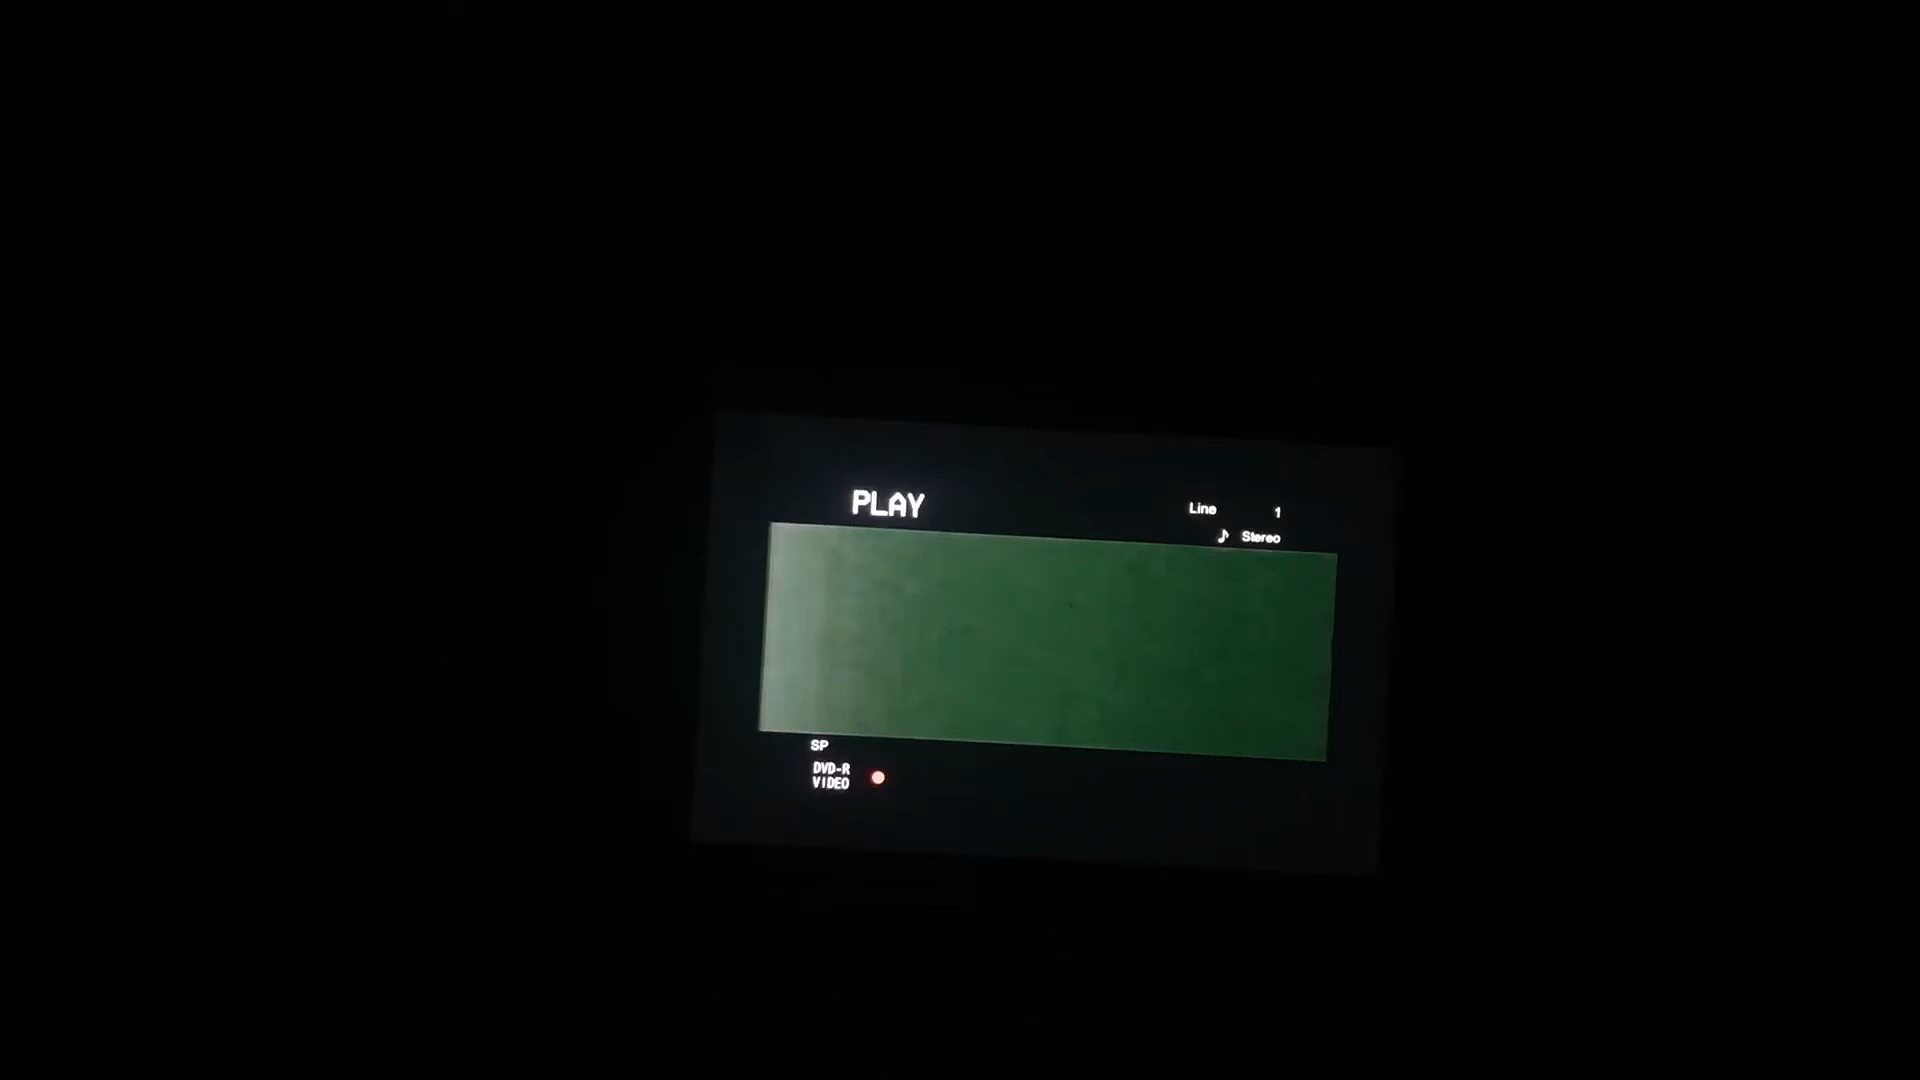 PLAY
Line 1
♪ Stereo
SP
DVD-R
VIDEO